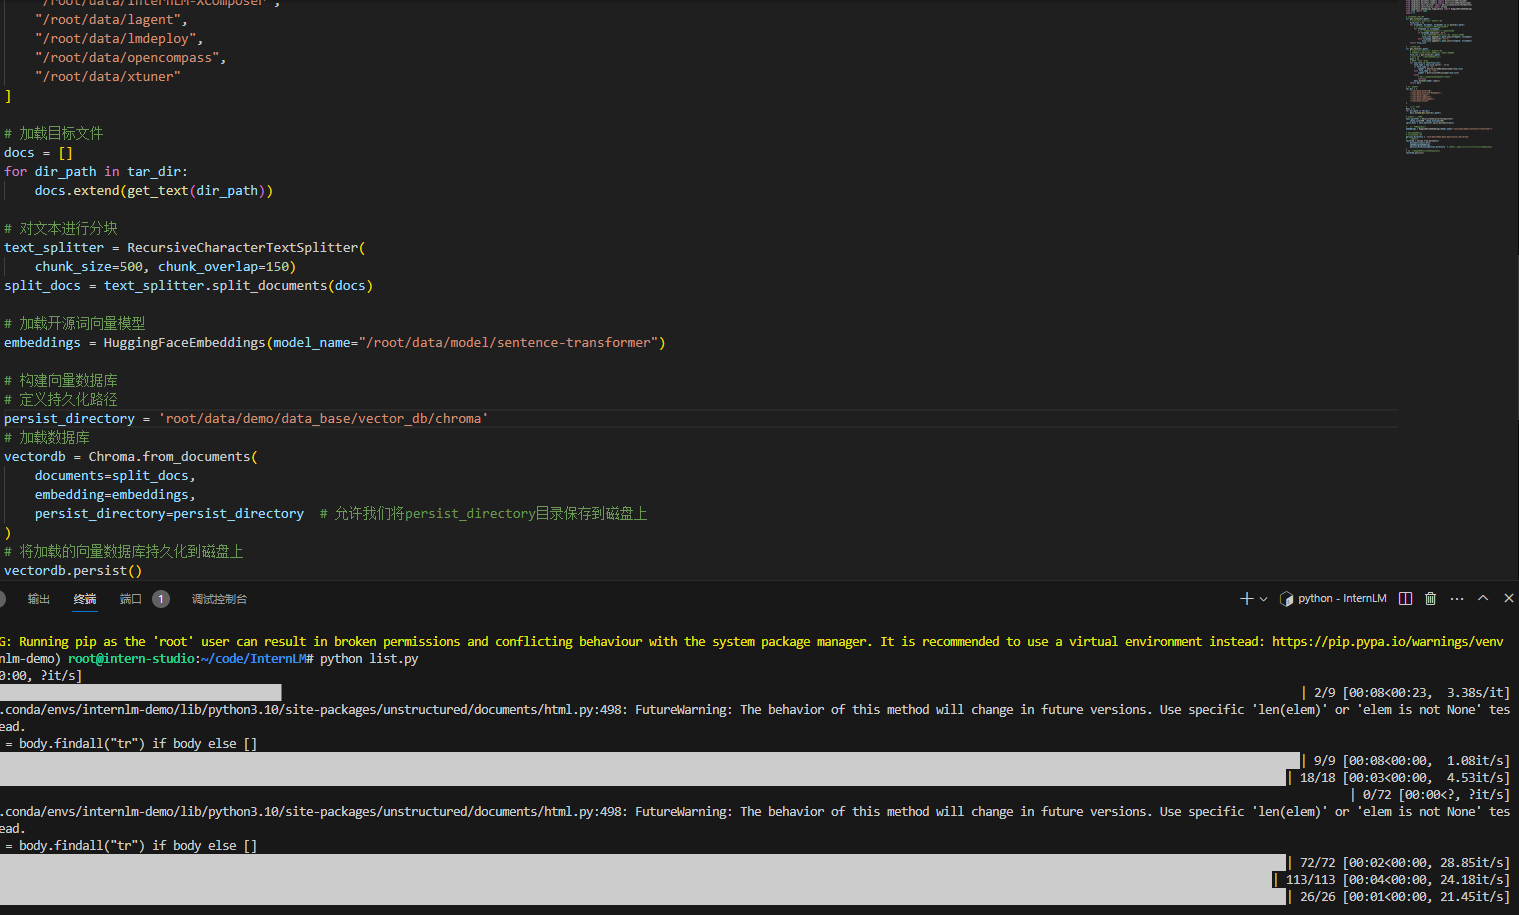 "/root/data/InternLM-XComposer",
"/root/data/lagent",
"/root/data/lmdeploy",
"/root/data/opencompass",
"/root/data/xtuner"
]
# 加载目标文件
docs = []
for dir_path in tar_dir:
docs.extend(get_text(dir_path))
# 对文本进行分块
text_splitter = RecursiveCharacterTextSplitter(
chunk_size=500, chunk_overlap=150)
split_docs = text_splitter.split_documents(docs)
# 加载开源词向量模型
embeddings = HuggingFaceEmbeddings(model_name="/root/data/model/sentence-transformer")
# 构建向量数据库
# 定义持久化路径
persist_directory = 'root/data/demo/data_base/vector_db/chroma'
# 加载数据库
vectordb = Chroma.from_documents(
documents=split_docs,
embedding=embeddings,
persist_directory=persist_directory  # 允许我们将persist_directory目录保存到磁盘上
)
# 将加载的向量数据库持久化到磁盘上
vectordb.persist()
输出 终端 端口 1 调试控制台 python - InternLM
G: Running pip as the 'root' user can result in broken permissions and conflicting behaviour with the system package manager. It is recommended to use a virtual environment instead: https://pip.pypa.io/warnings/venv
nlm-demo) root@intern-studio:~/code/InternLM# python list.py
0:00, ?it/s]
| 2/9 [00:08<00:23,  3.38s/it]
.conda/envs/internlm-demo/lib/python3.10/site-packages/unstructured/documents/html.py:498: FutureWarning: The behavior of this method will change in future versions. Use specific 'len(elem)' or 'elem is not None' tes
ead.
= body.findall("tr") if body else []
| 9/9 [00:08<00:00,  1.08it/s]
| 18/18 [00:03<00:00,  4.53it/s]
| 0/72 [00:00<?, ?it/s]
.conda/envs/internlm-demo/lib/python3.10/site-packages/unstructured/documents/html.py:498: FutureWarning: The behavior of this method will change in future versions. Use specific 'len(elem)' or 'elem is not None' tes
ead.
= body.findall("tr") if body else []
| 72/72 [00:02<00:00, 28.85it/s]
| 113/113 [00:04<00:00, 24.18it/s]
| 26/26 [00:01<00:00, 21.45it/s]